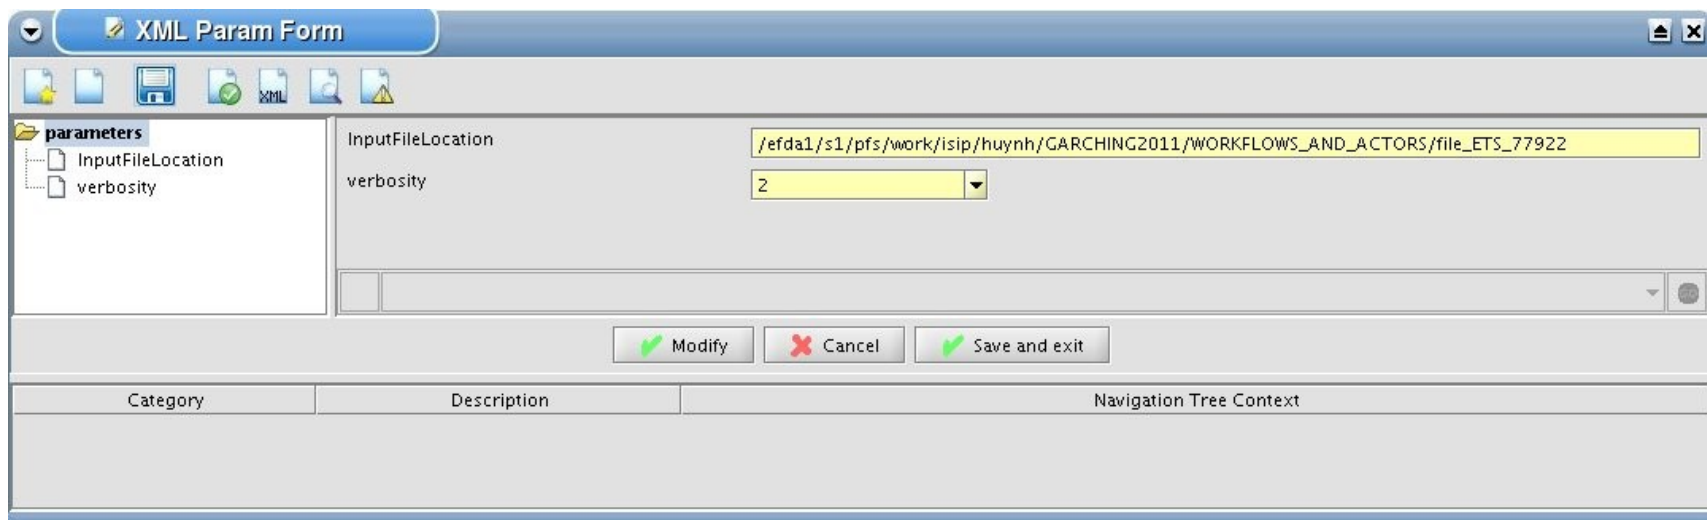 XML Param Form
XML
parameters
InputFileLocation
verbosity
InputFileLocation /efda1/s1/pfs/work/isip/huynh/GARCHING2011/WORKFLOWS_AND_ACTORS/file_ETS_77922
verbosity 2
Modify Cancel Save and exit
Category Description Navigation Tree Context